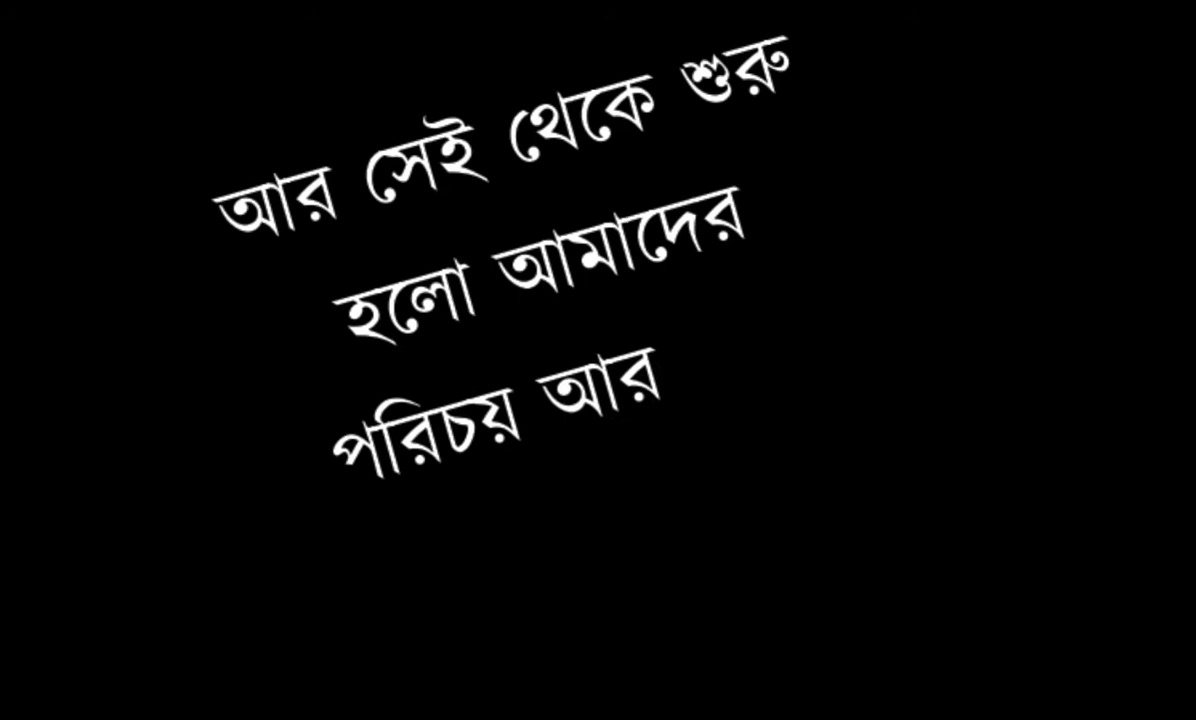 আর সেই থেকে শুরু
হলো আমাদের
পরিচয় আর